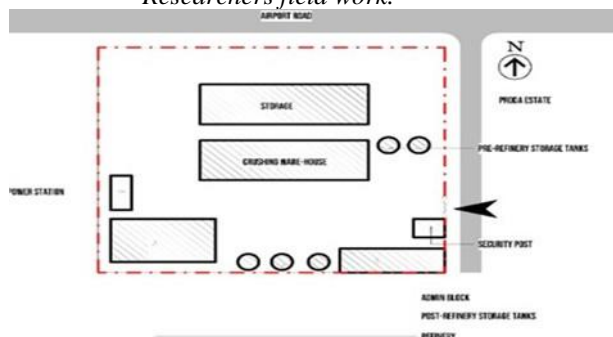 Researchers field work.
AIRPORT ROAD
N
PRODA ESTATE
STORAGE
CRUSHING WARE-HOUSE
PRE-REFINERY STORAGE TANKS
POWER STATION
SECURITY POST
ADMIN BLOCK
POST-REFINERY STORAGE TANKS
REFINERY